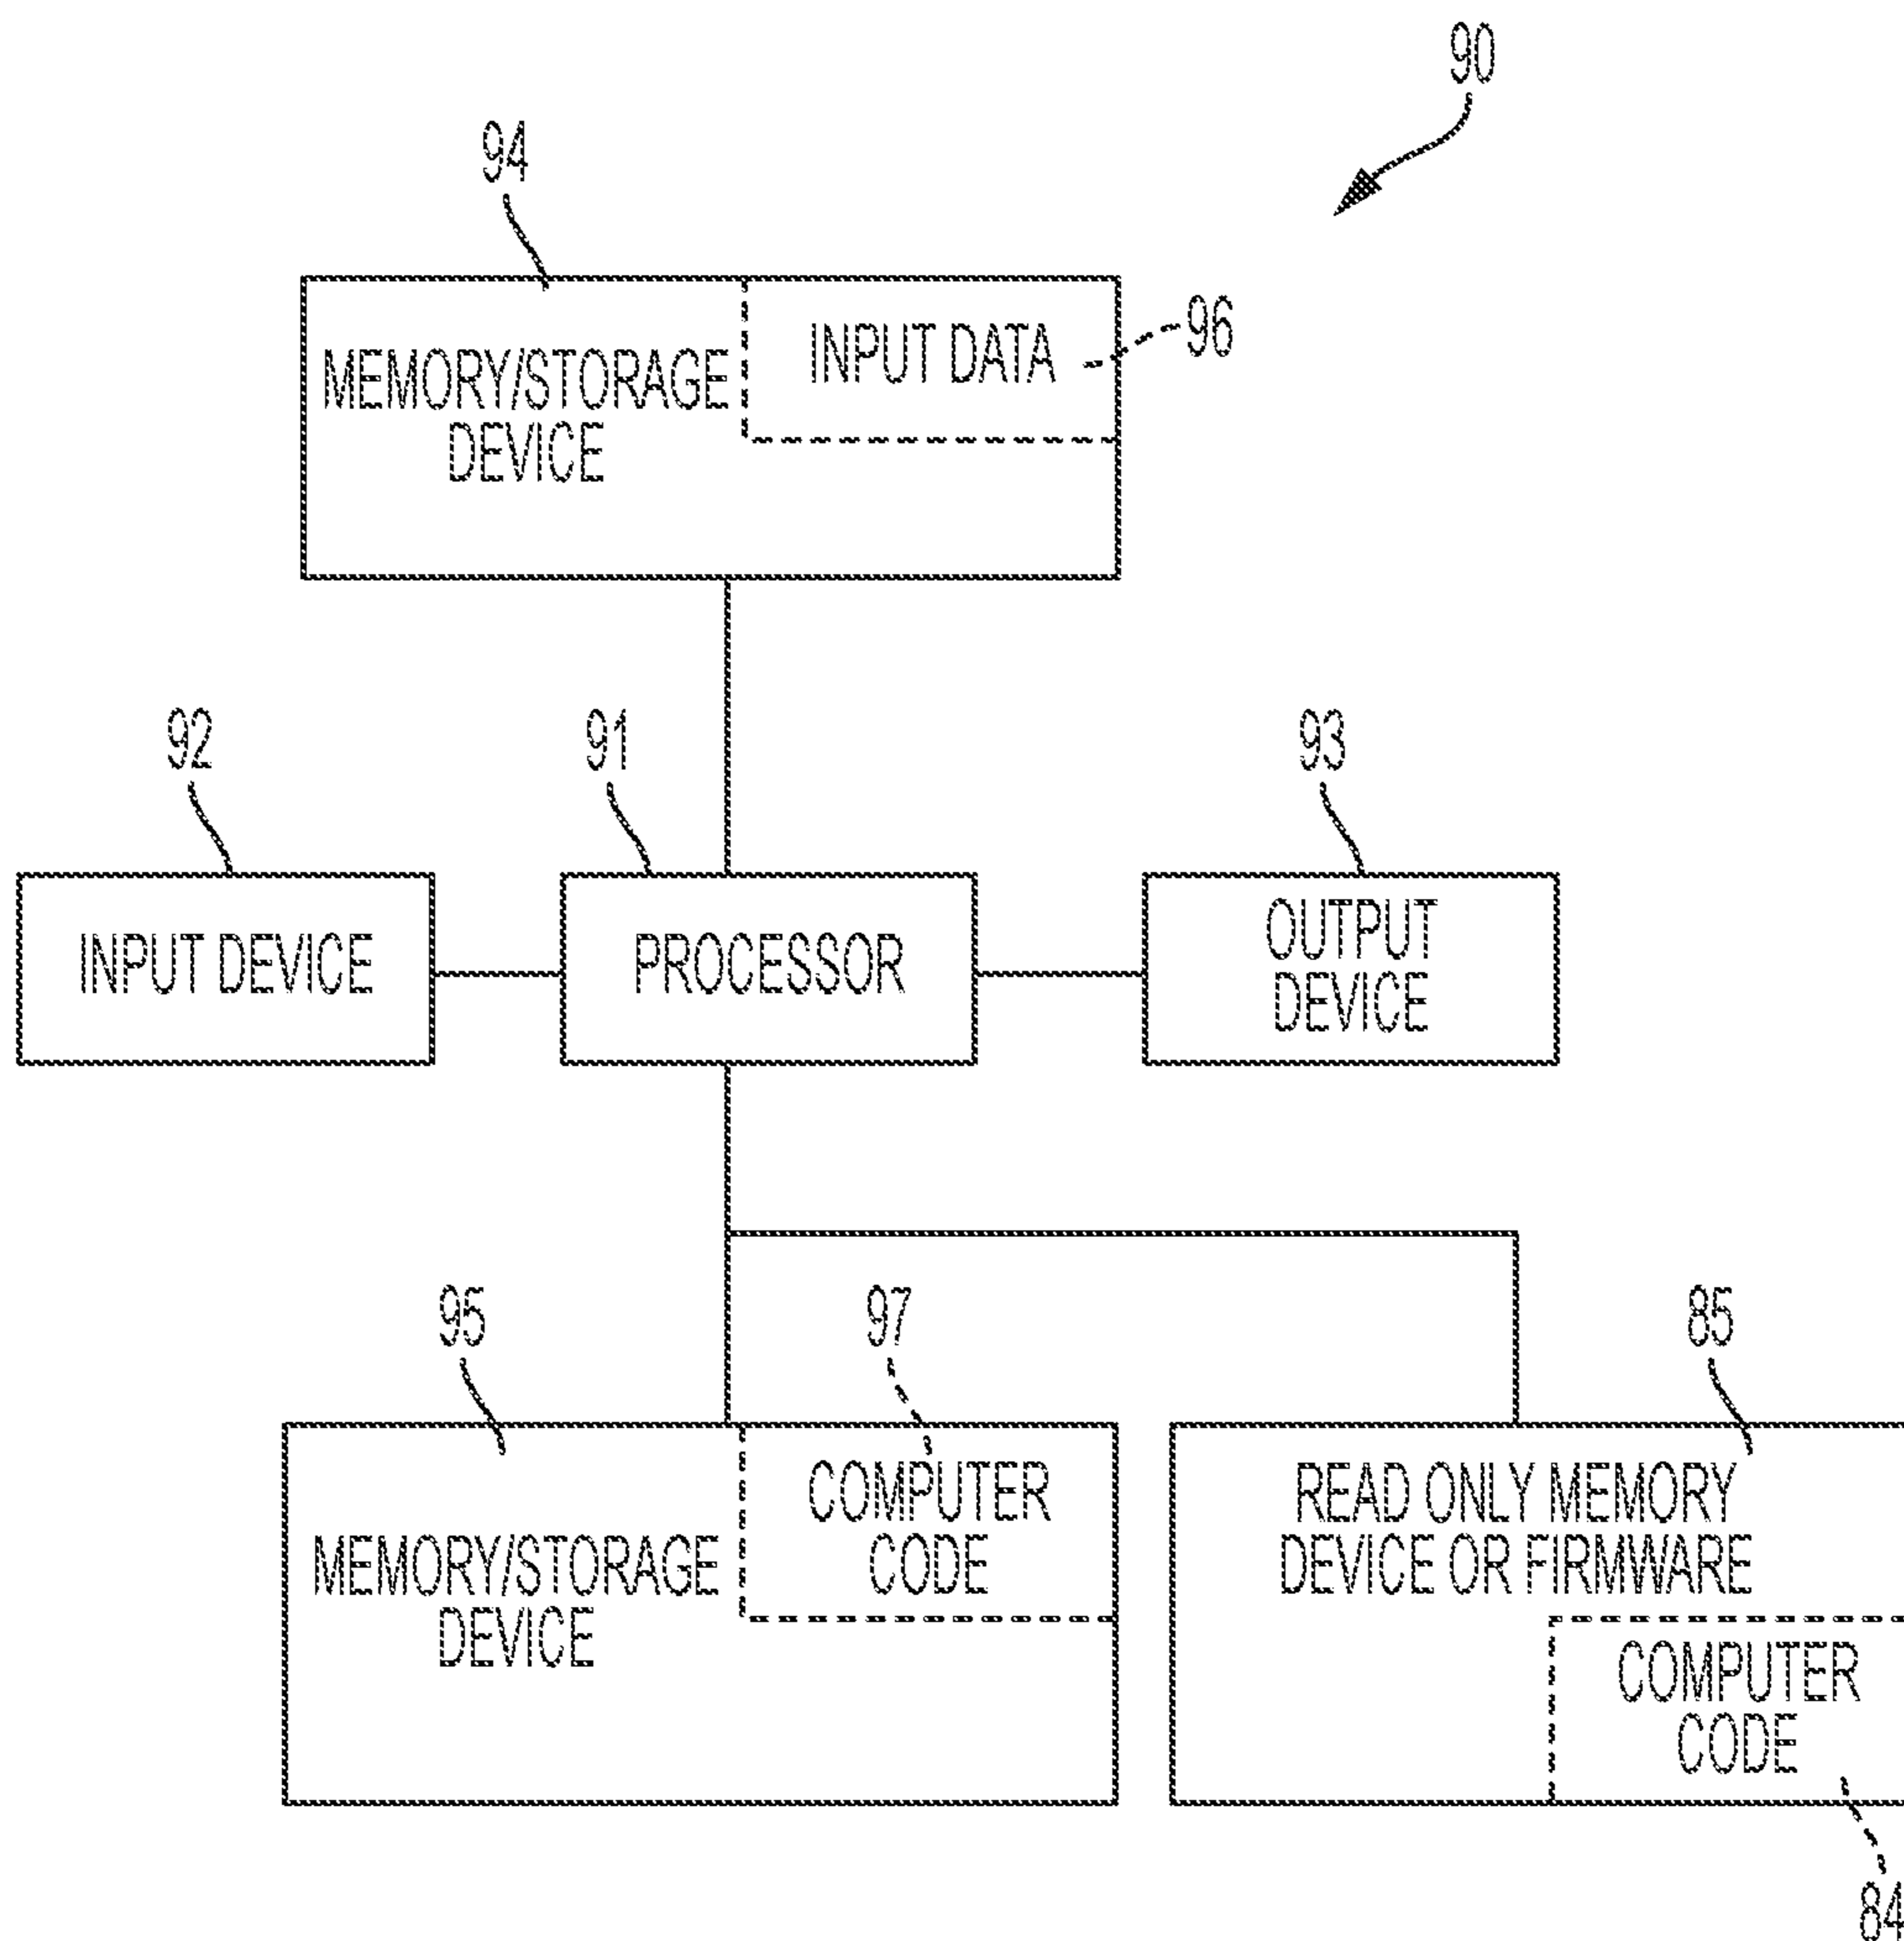 90
94
MEMORY/STORAGE
DEVICE
INPUT DATA
96
92
91
93
INPUT DEVICE
PROCESSOR
OUTPUT
DEVICE
95
97
85
MEMORY/STORAGE
DEVICE
COMPUTER
CODE
READ ONLY MEMORY
DEVICE OR FIRMWARE
COMPUTER
CODE
84